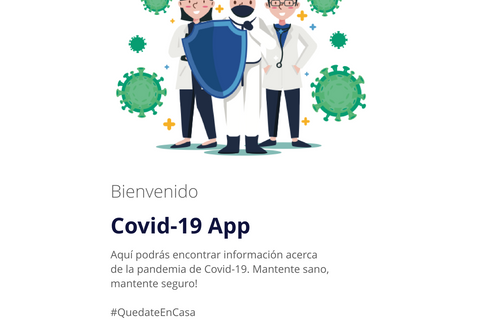 Bienvenido
Covid-19 App
Aquí podrás encontrar información acerca
de la pandemia de Covid-19. Mantente sano,
mantente seguro!
#QuedateEnCasa